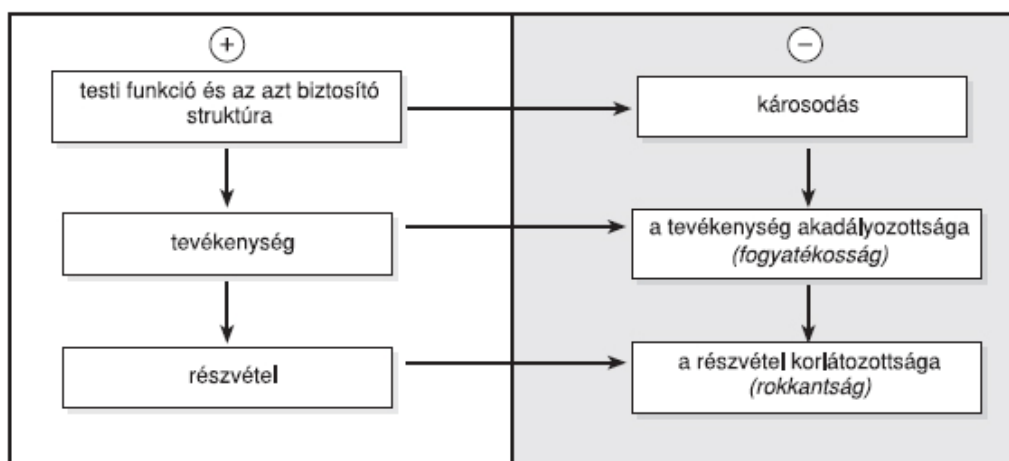 +
−
testi funkció és az azt biztosító
struktúra
károsodás
tevékenység
a tevékenység akadályozottsága
(fogyatékosság)
részvétel
a részvétel korlátozottsága
(rokkantság)